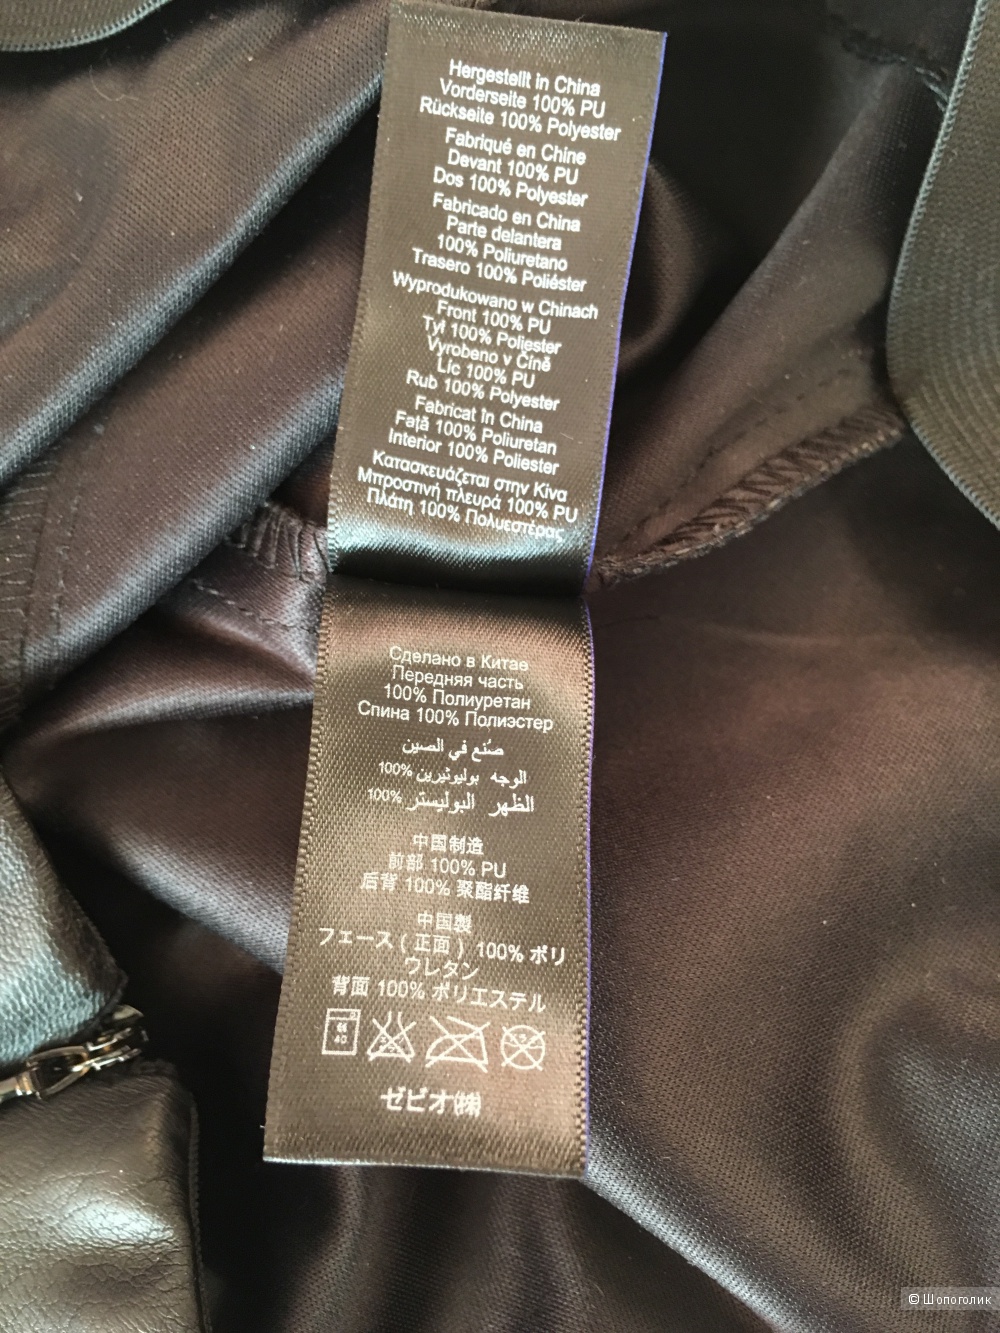 Hergestellt in China
Vorderseite 100% PU
Rückseite 100% Polyester
Fabriqué en Chine
Devant 100% PU
Dos 100% Polyester
Fabricado en China
Parte delantera
100% Poliuretano
Trasero 100% Poliéster
Wyprodukowano w Chinach
Front 100% PU
Tył 100% Poliester
Vyrobeno v Číně
Líc 100% PU
Rub 100% Polyester
Fabricat în China
Față 100% Poliuretan
Interior 100% Poliester
Κατασκευάζεται στην Κίνα
Μπροστινή πλευρά 100% PU
Πλάτη 100% Πολυεστέρας
Сделано в Китае
Передняя часть
100% Полиуретан
Спина 100% Полиэстер
صُنع في الصين
الوجه بوليوثيرين 100%
الظهر البوليستر 100%
中国制造
前部 100% PU
后背 100% 聚酯纤维
中国製
フェース ( 正面 ) 100% ポリ
ウレタン
背面 100% ポリエステル
40
ゼビオ㈱
© Шопоголик